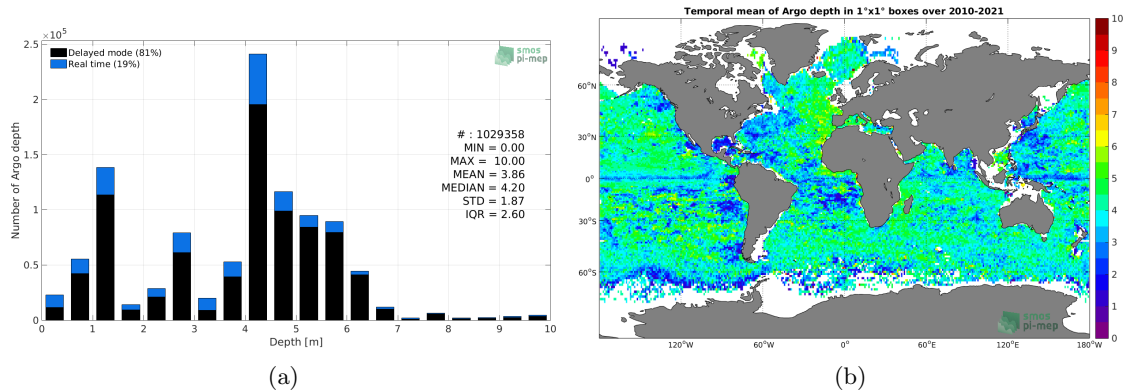 x 10⁵
Delayed mode (81%)
Real time (19%)
smos
pi-mep
Number of Argo depth
2.5
2
1.5
1
0.5
0
# : 1029358
MIN = 0.00
MAX = 10.00
MEAN = 3.86
MEDIAN = 4.20
STD = 1.87
IQR = 2.60
0 1 2 3 4 5 6 7 8 9 10
Depth [m]
(a)
Temporal mean of Argo depth in 1°x1° boxes over 2010-2021
60°N
30°N
0°
30°S
60°S
120°W 60°W 0° 60°E 120°E 180°W
smos
pi-mep
10
9
8
7
6
5
4
3
2
1
0
(b)